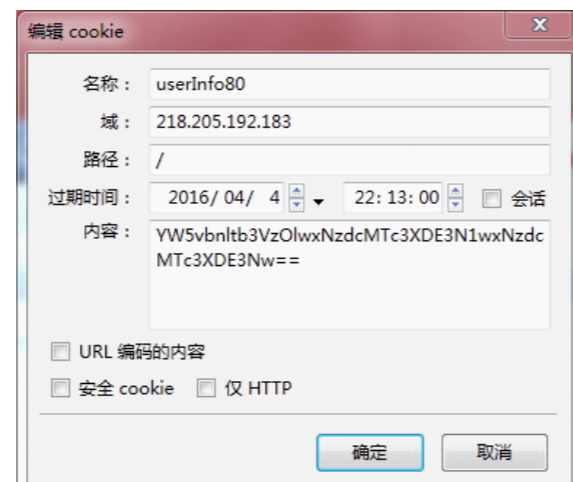 编辑 cookie
名称： userInfo80
域： 218.205.192.183
路径： /
过期时间： 2016/ 04/ 4 22: 13: 00 会话
内容： YW5vbnltb3VzOlwxNzdcMTc3XDE3N1wxNzdc
MTc3XDE3Nw==
URL 编码的内容
安全 cookie 仅 HTTP
确定 取消